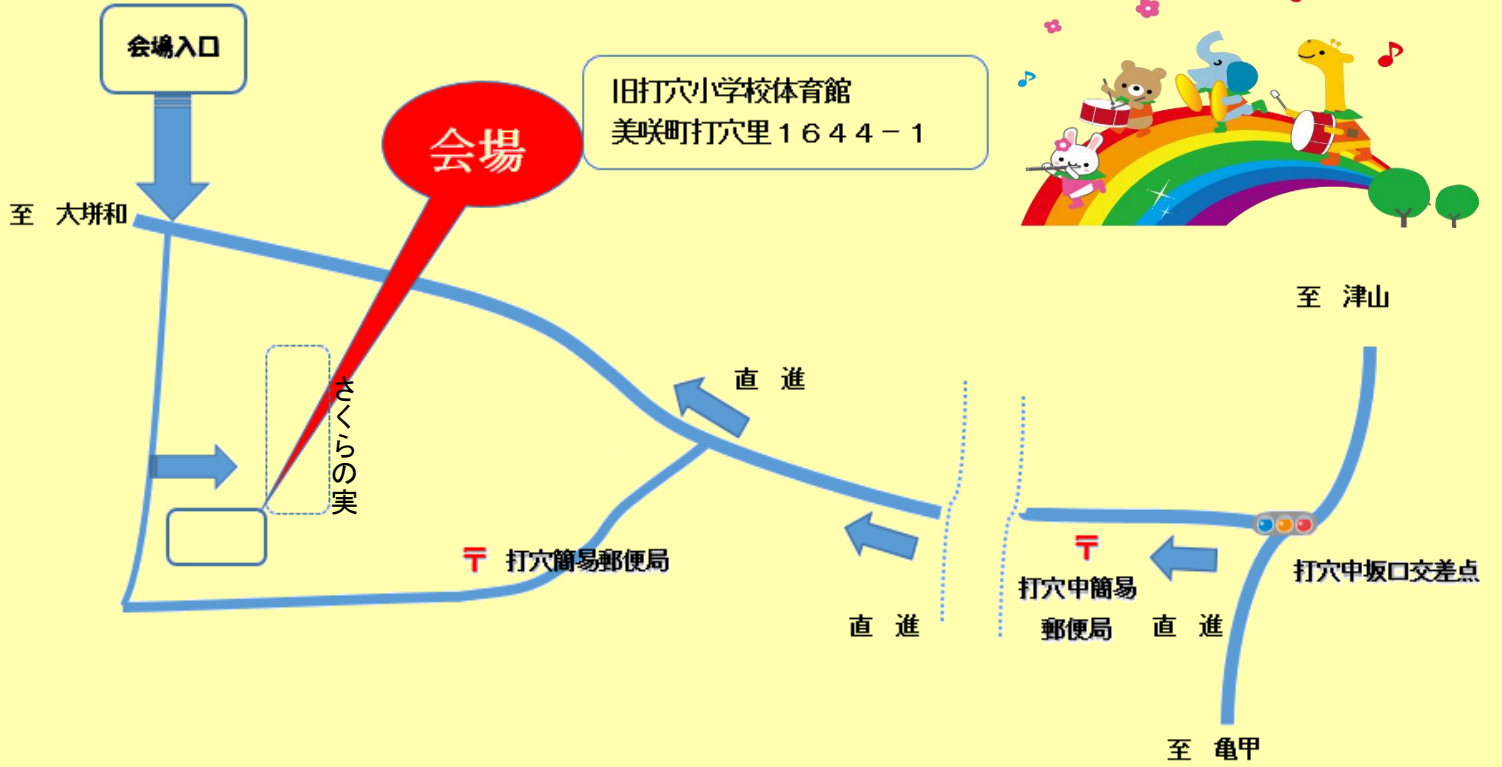 会場入口
会場
旧打穴小学校体育館
美咲町打穴里１６４４－１
至　大垪和
至　津山
直　進
さくらの実
〒 打穴簡易郵便局
〒
打穴中簡易
郵便局
直　進
直　進
打穴中坂口交差点
至　亀甲